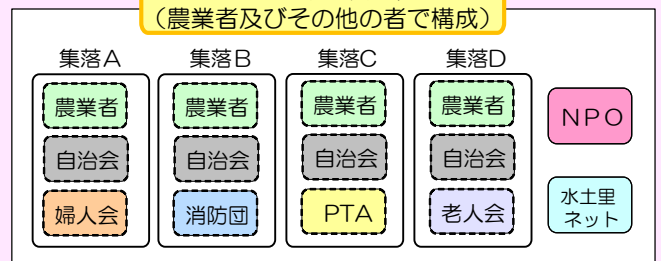 （農業者及びその他の者で構成）
集落A
集落B
集落C
集落D
農業者
農業者
農業者
農業者
NPO
自治会
自治会
自治会
自治会
婦人会
消防団
PTA
老人会
水土里
ネット